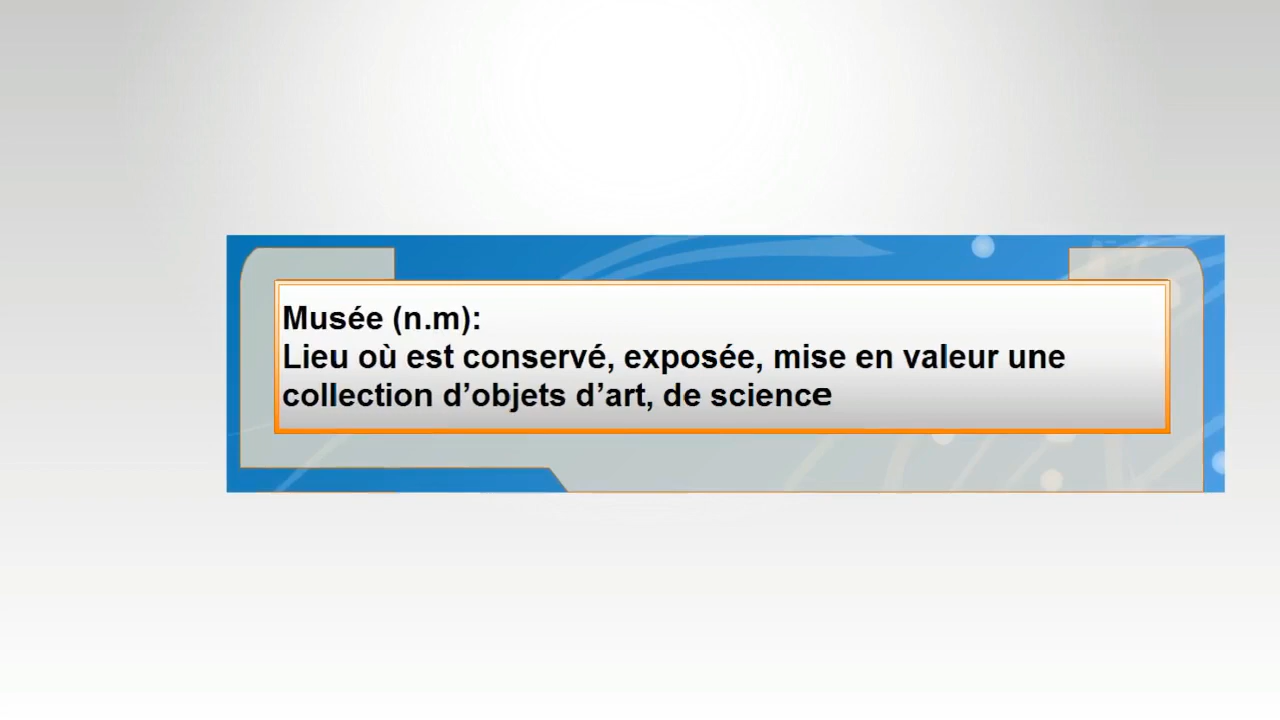 Musée (n.m):
Lieu où est conservé, exposée, mise en valeur une
collection d’objets d’art, de science